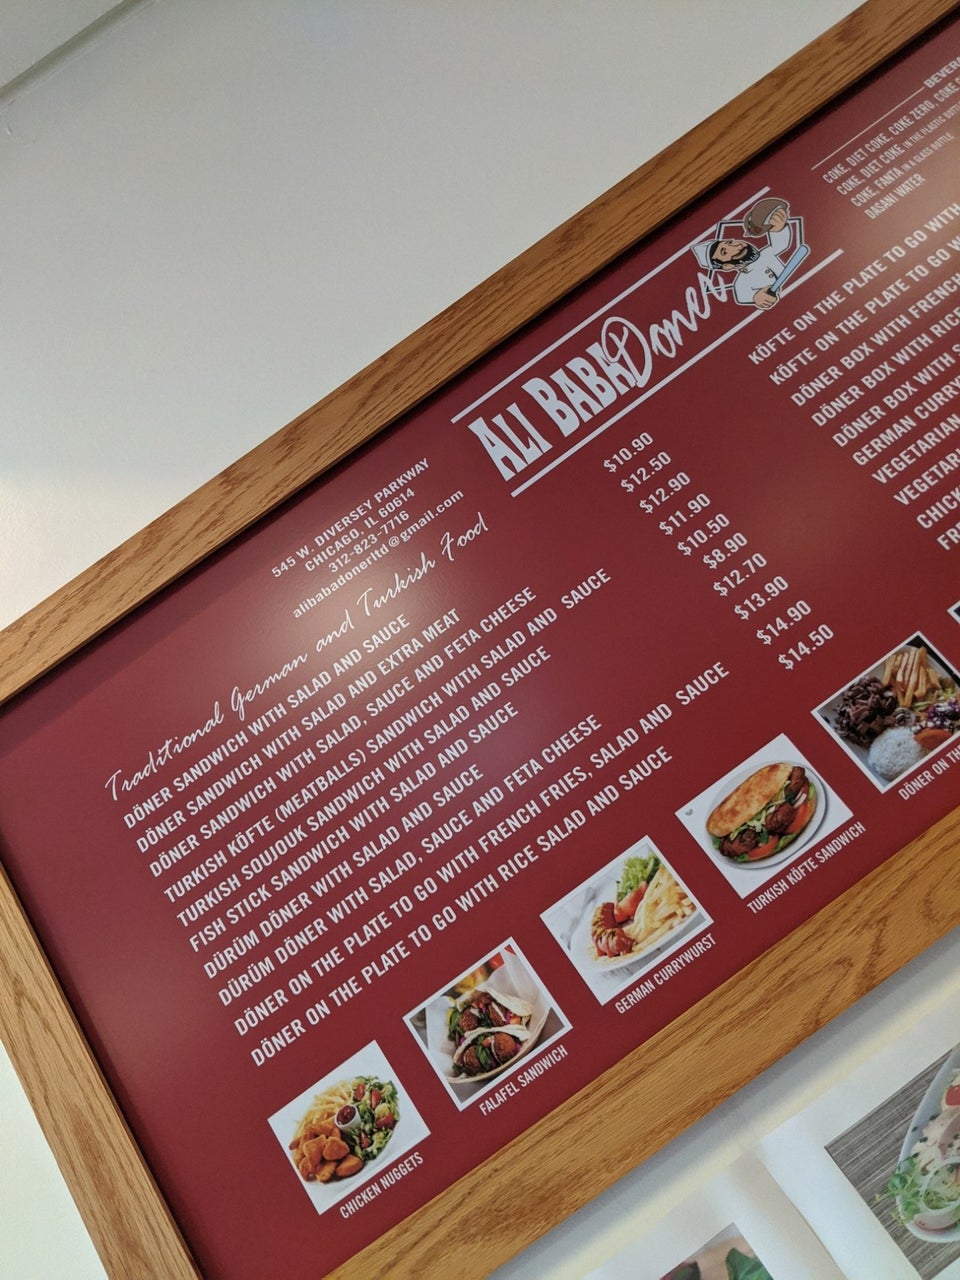 545 W. DIVERSEY PARKWAY
CHICAGO, IL 60614
312-823-7716
alibabadonerltd@gmail.com
ALI BABA Doner
Traditional German and Turkish Food
DÖNER SANDWICH WITH SALAD AND SAUCE $10.90
DÖNER SANDWICH WITH SALAD AND EXTRA MEAT $12.50
DÖNER SANDWICH WITH SALAD, SAUCE AND FETA CHEESE $12.90
TURKISH KÖFTE (MEATBALLS) SANDWICH WITH SALAD AND SAUCE $11.90
TURKISH SOUJOUK SANDWICH WITH SALAD AND SAUCE $10.50
FISH STICK SANDWICH WITH SALAD AND SAUCE $8.90
DÜRÜM DÖNER WITH SALAD AND SAUCE $12.70
DÜRÜM DÖNER WITH SALAD, SAUCE AND FETA CHEESE $13.90
DÖNER ON THE PLATE TO GO WITH FRENCH FRIES, SALAD AND SAUCE $14.90
DÖNER ON THE PLATE TO GO WITH RICE SALAD AND SAUCE $14.50
COKE, DIET COKE, COKE ZERO, COKE
COKE, DIET COKE IN THE PLASTIC
COKE, FANTA IN A GLASS BOTTLE
DASANI WATER
KÖFTE ON THE PLATE TO GO WITH
KÖFTE ON THE PLATE TO GO
DÖNER BOX WITH FRENCH
DÖNER BOX WITH
DÖNER BOX WITH
GERMAN
VEGETARIAN
CHICKEN NUGGETS
FALAFEL SANDWICH
GERMAN CURRYWURST
TURKISH KÖFTE SANDWICH
DÖNER ON